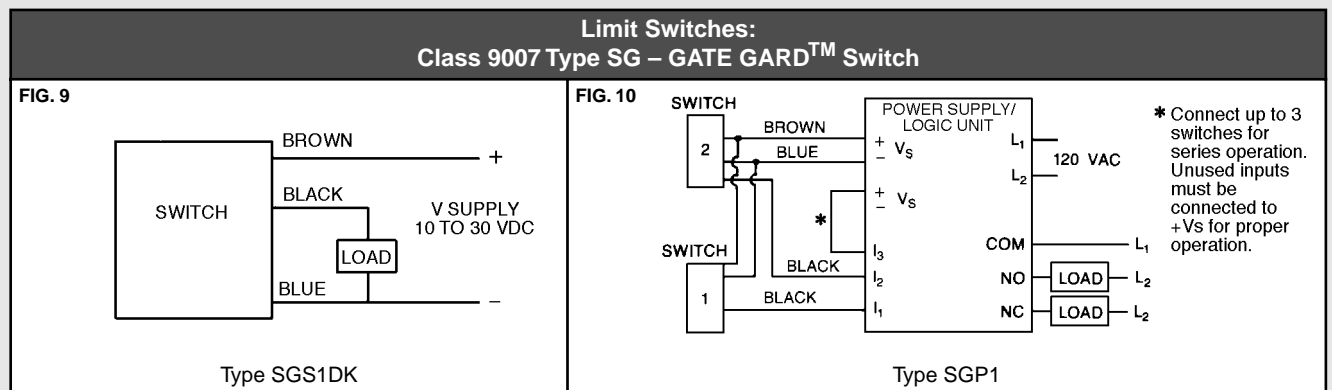 Limit Switches:
Class 9007 Type SG – GATE GARD™ Switch
FIG. 9
BROWN
+
BLACK
SWITCH
V SUPPLY
10 TO 30 VDC
LOAD
BLUE
–
Type SGS1DK
FIG. 10
SWITCH
2
BROWN
BLUE
POWER SUPPLY/
LOGIC UNIT
+
–
VS
+
–
VS
*
I3
SWITCH
1
BLACK
I2
BLACK
I1
L1
120 VAC
L2
COM
L1
NO
LOAD
L2
NC
LOAD
L2
* Connect up to 3
switches for
series operation.
Unused inputs
must be
connected to
+Vs for proper
operation.
Type SGP1